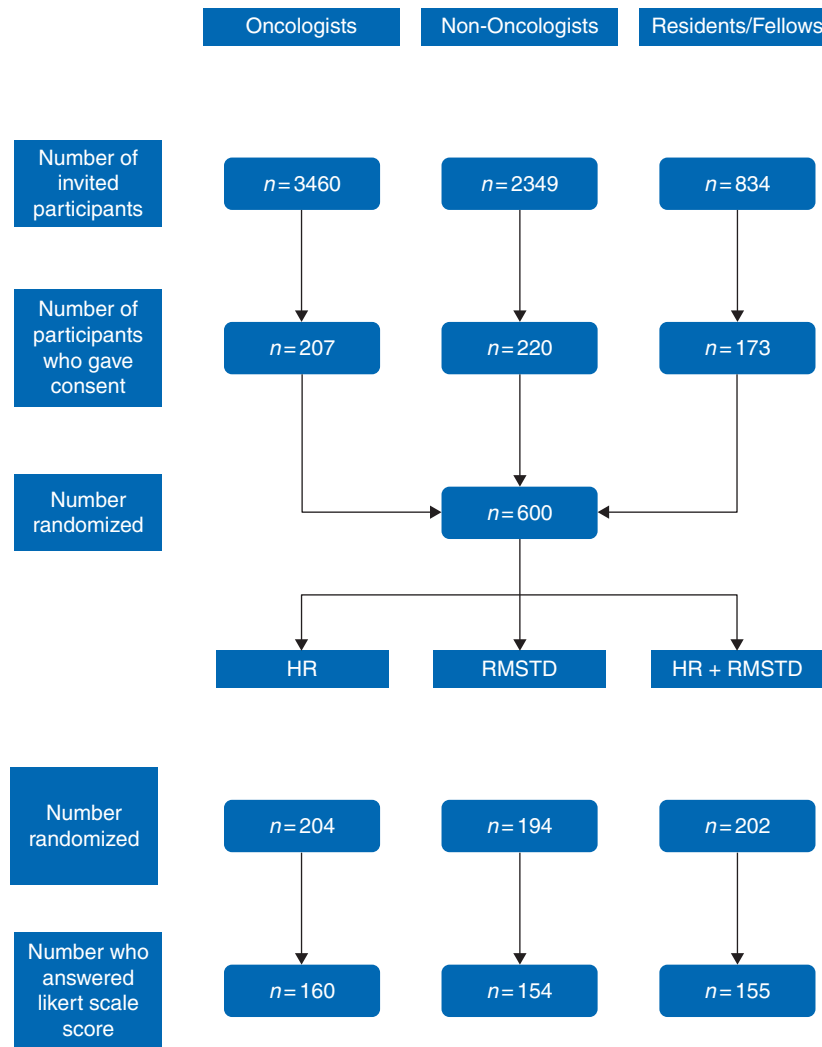 Oncologists
Non-Oncologists
Residents/Fellows
Number of
invited
participants
n=3460
n=2349
n=834
Number of
participants
who gave
consent
n=207
n=220
n=173
Number
randomized
n=600
HR
RMSTD
HR + RMSTD
Number
randomized
n=204
n=194
n=202
Number who
answered
likert scale
score
n=160
n=154
n=155